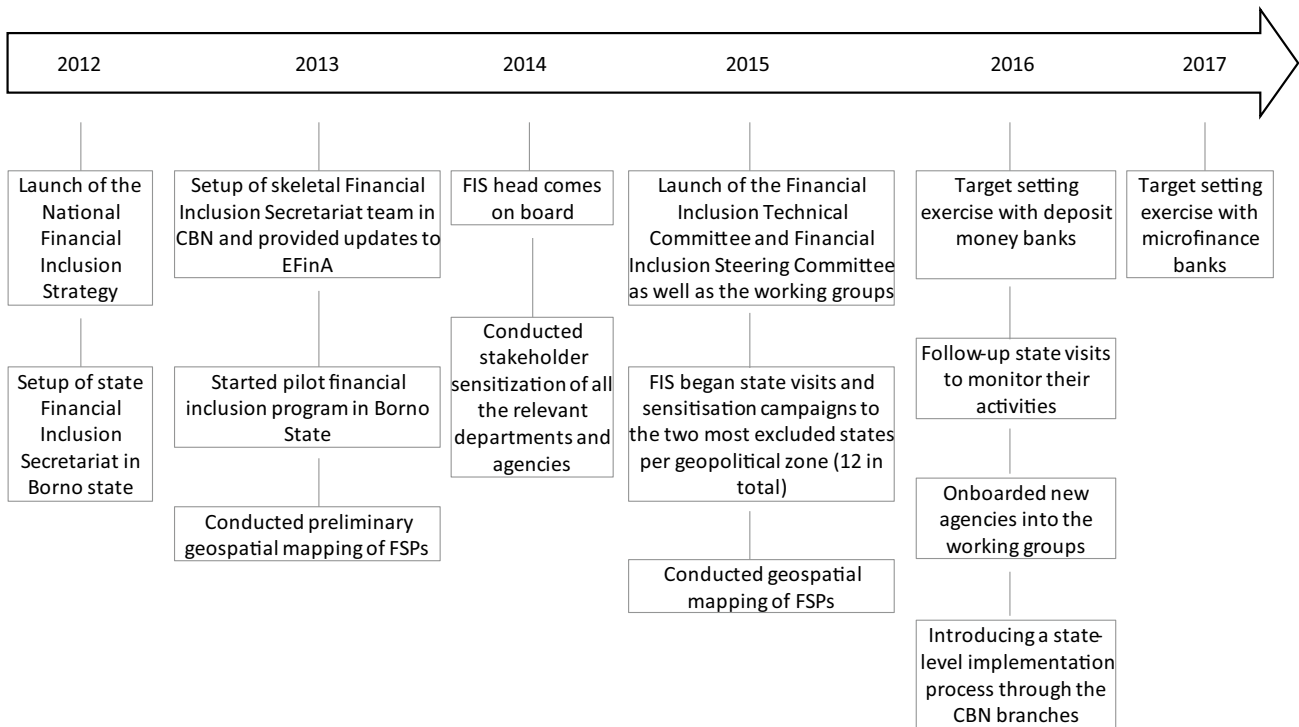 2012
2013
2014
2015
2016
2017
Launch of the
National
Financial
Inclusion
Strategy
Setup of state
Financial
Inclusion
Secretariat in
Borno state
Setup of skeletal Financial
Inclusion Secretariat team in
CBN and provided updates to
EFinA
Started pilot financial
inclusion program in Borno
State
Conducted preliminary
geospatial mapping of FSPs
FIS head comes
on board
Conducted
stakeholder
sensitization of all
the relevant
departments and
agencies
Launch of the Financial
Inclusion Technical
Committee and Financial
Inclusion Steering Committee
as well as the working groups
FIS began state visits and
sensitisation campaigns to
the two most excluded states
per geopolitical zone (12 in
total)
Conducted geospatial
mapping of FSPs
Target setting
exercise with deposit
money banks
Follow-up state visits
to monitor their
activities
Onboarded new
agencies into the
working groups
Introducing a state-
level implementation
process through the
CBN branches
Target setting
exercise with
microfinance
banks